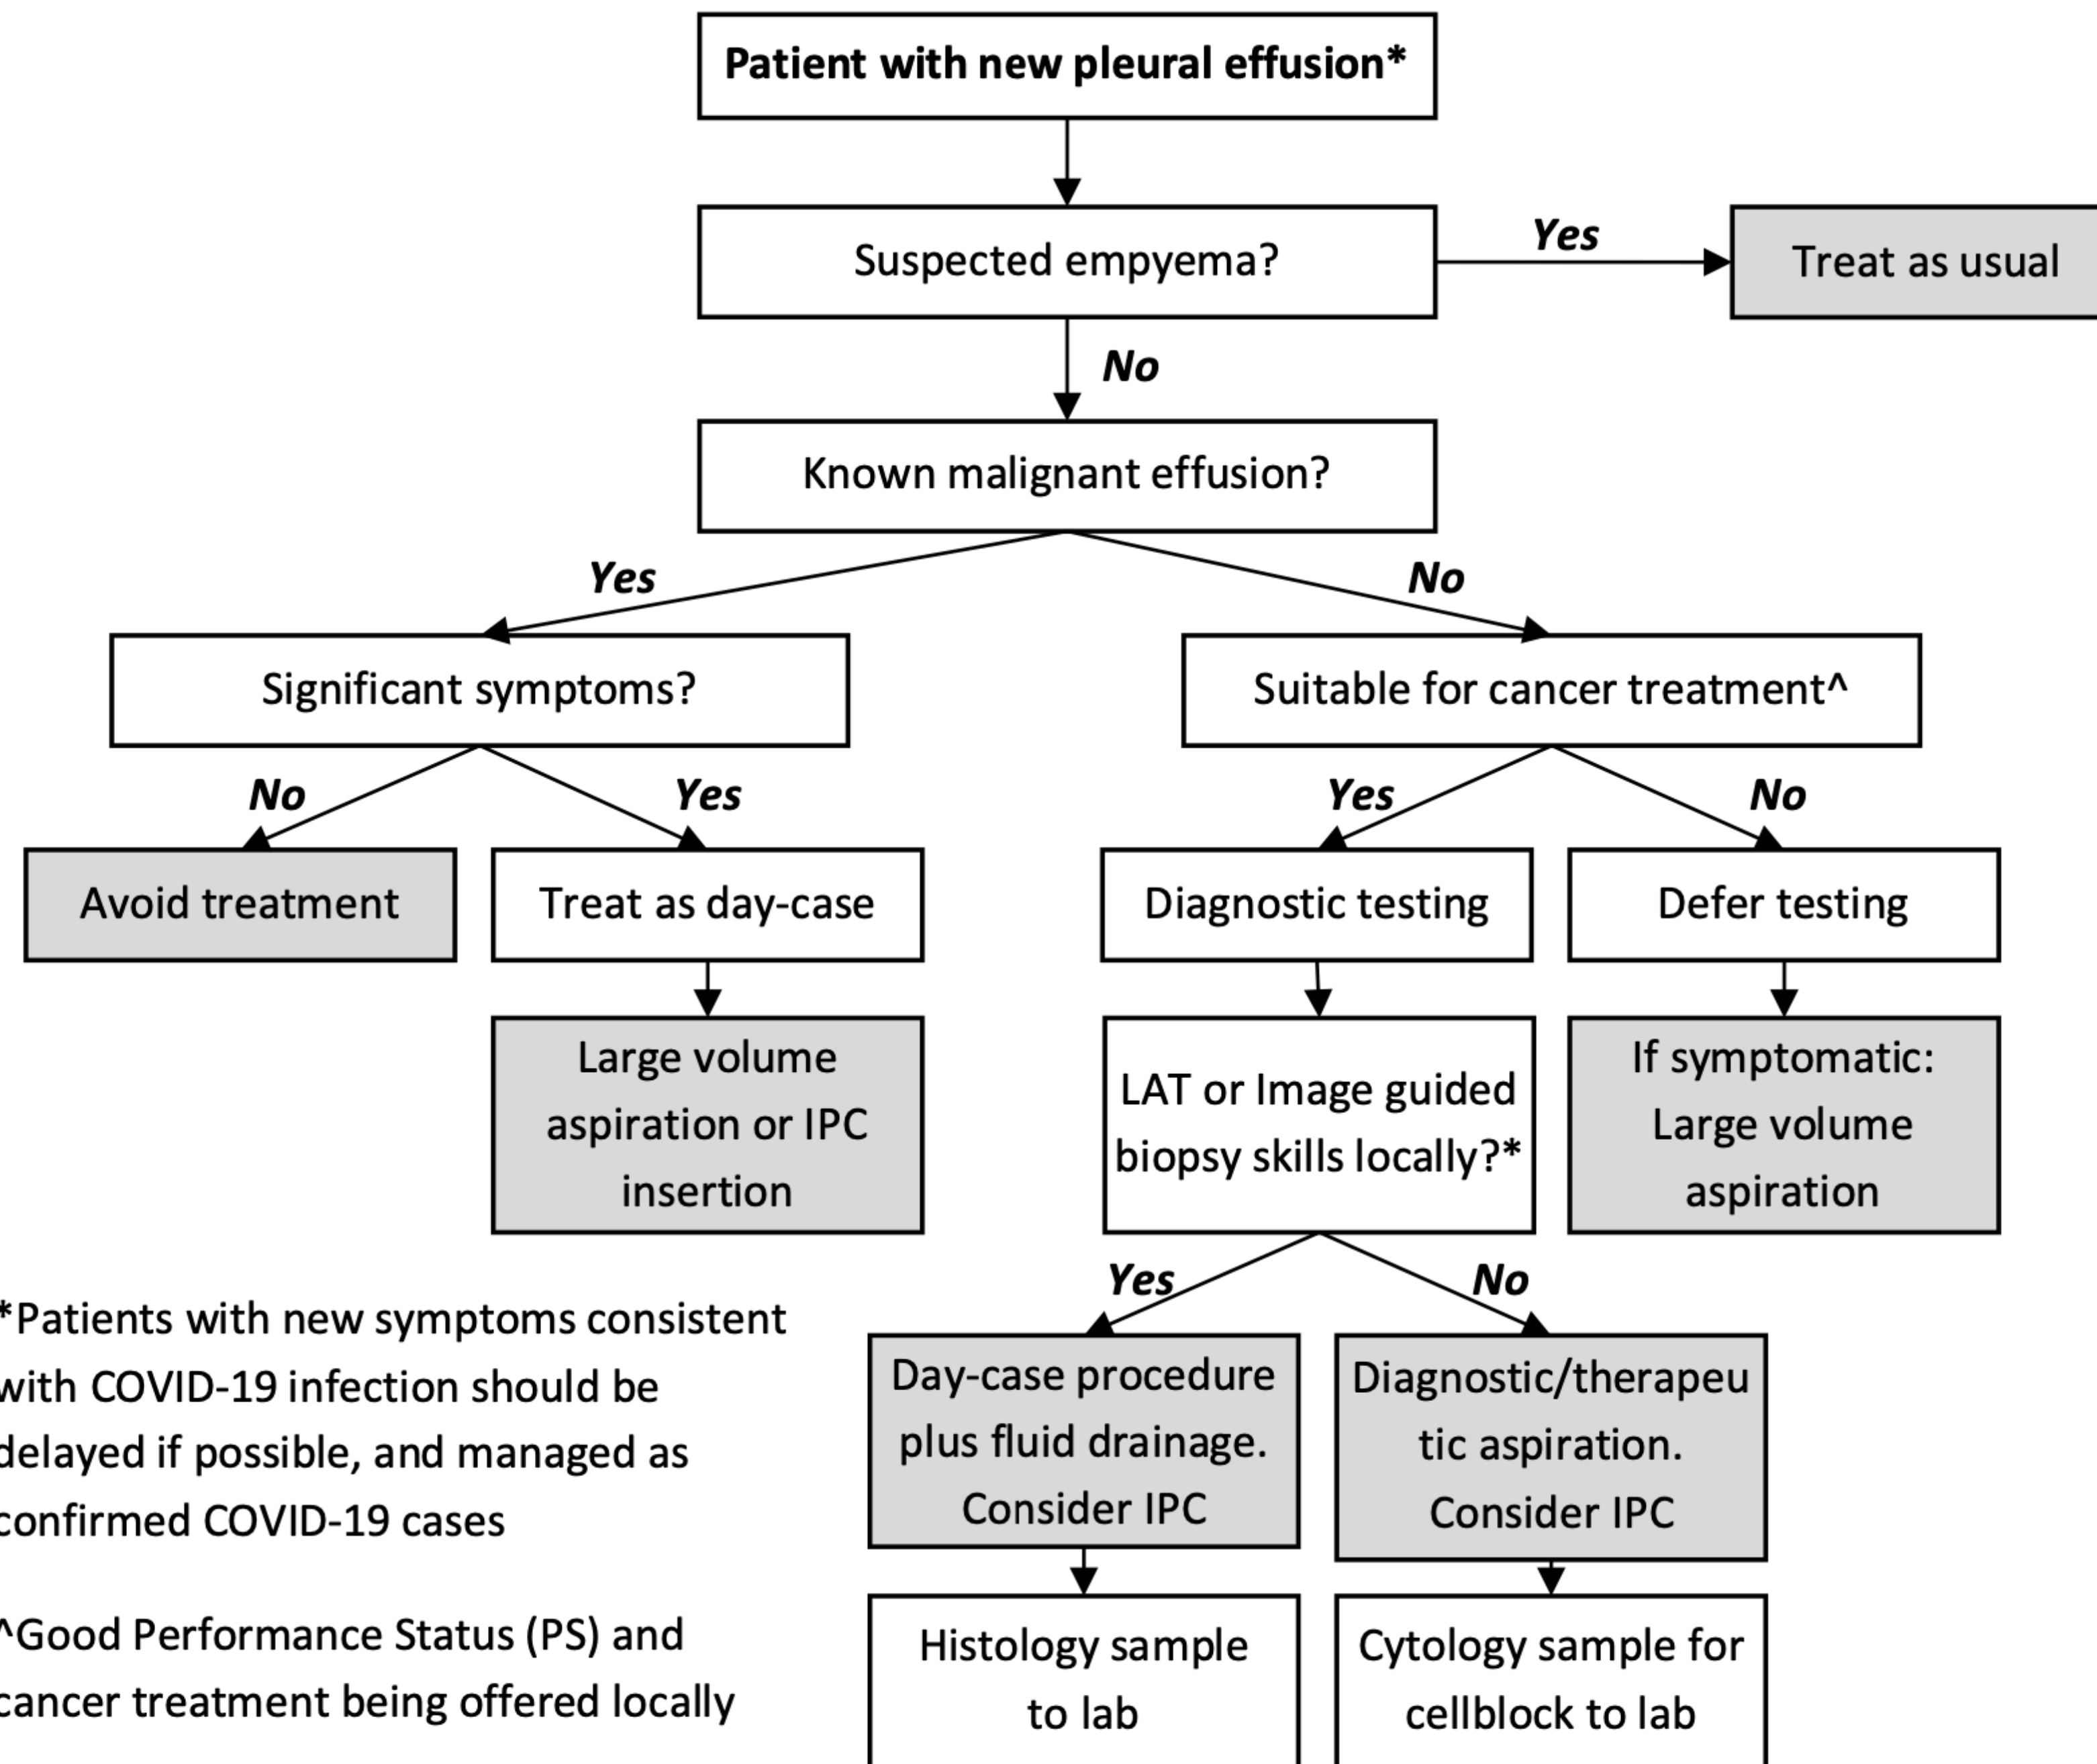 Patient with new pleural effusion*
Suspected empyema?
Yes
Treat as usual
No
Known malignant effusion?
Yes
No
Significant symptoms?
Suitable for cancer treatment^
No
Yes
Yes
No
Avoid treatment
Treat as day-case
Diagnostic testing
Defer testing
Large volume
aspiration or IPC
insertion
LAT or Image guided
biopsy skills locally?*
If symptomatic:
Large volume
aspiration
Yes
No
Day-case procedure
plus fluid drainage.
Consider IPC
Diagnostic/therapeu
tic aspiration.
Consider IPC
Histology sample
to lab
Cytology sample for
cellblock to lab
*Patients with new symptoms consistent
with COVID-19 infection should be
delayed if possible, and managed as
confirmed COVID-19 cases
^Good Performance Status (PS) and
cancer treatment being offered locally